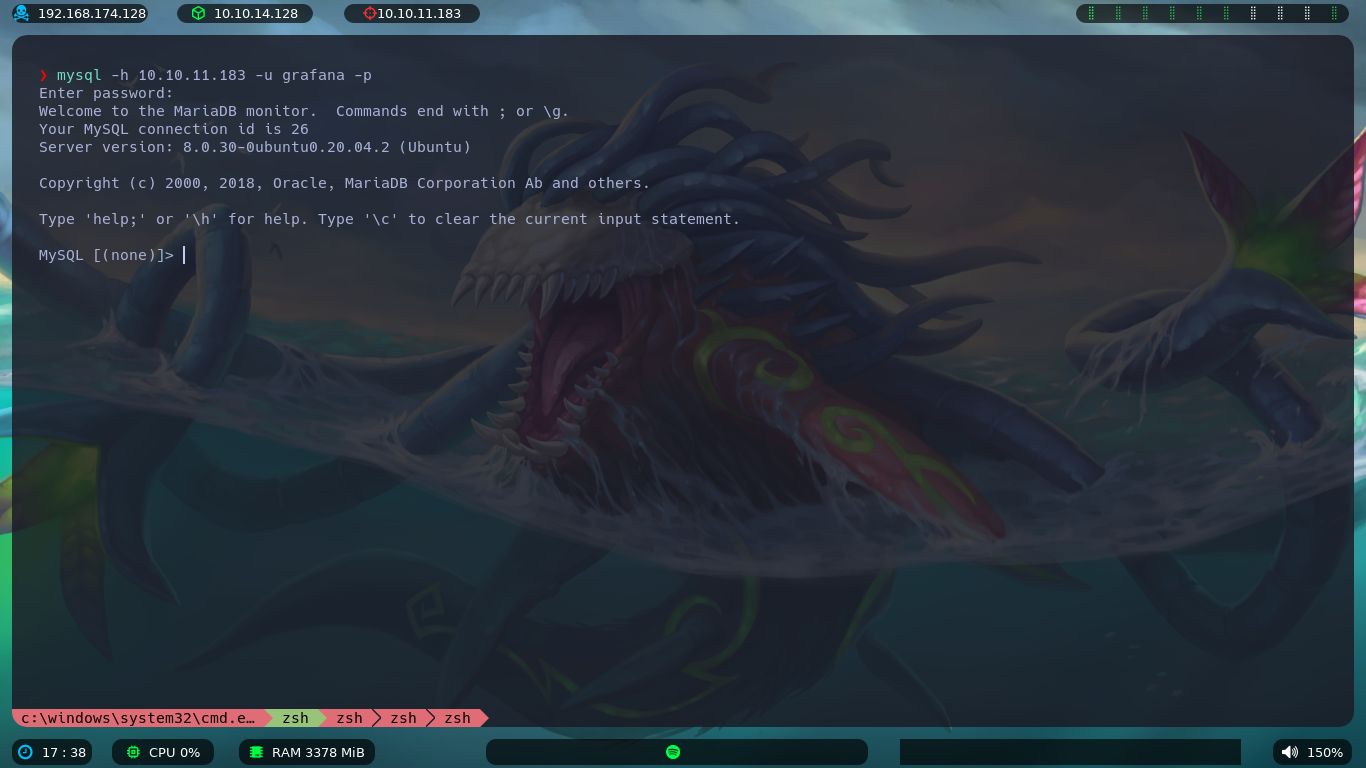 192.168.174.128
10.10.14.128
10.10.11.183
❯ mysql -h 10.10.11.183 -u grafana -p
Enter password:
Welcome to the MariaDB monitor.  Commands end with ; or \g.
Your MySQL connection id is 26
Server version: 8.0.30-0ubuntu0.20.04.2 (Ubuntu)
Copyright (c) 2000, 2018, Oracle, MariaDB Corporation Ab and others.
Type 'help;' or '\h' for help. Type '\c' to clear the current input statement.
MySQL [(none)]>
c:\windows\system32\cmd.e… zsh zsh zsh zsh
17 : 38
CPU 0%
RAM 3378 MiB
150%